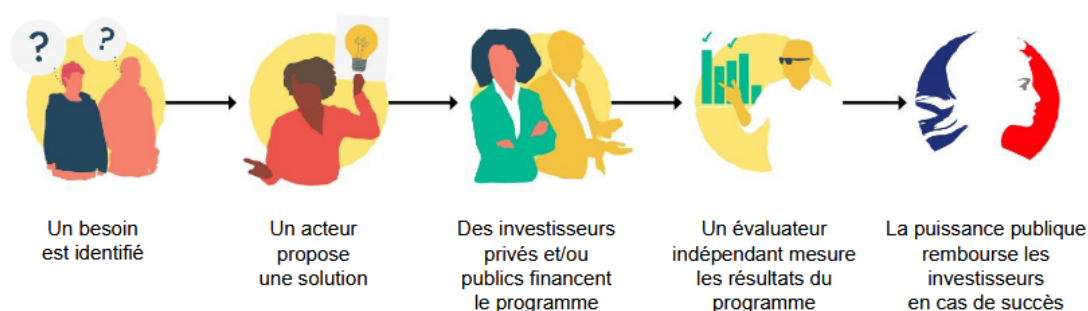 ?
?
Un besoin
est identifié
Un acteur
propose
une solution
Des investisseurs
privés et/ou
publics financent
le programme
Un évaluateur
indépendant mesure
les résultats du
programme
La puissance publique
rembourse les
investisseurs
en cas de succès